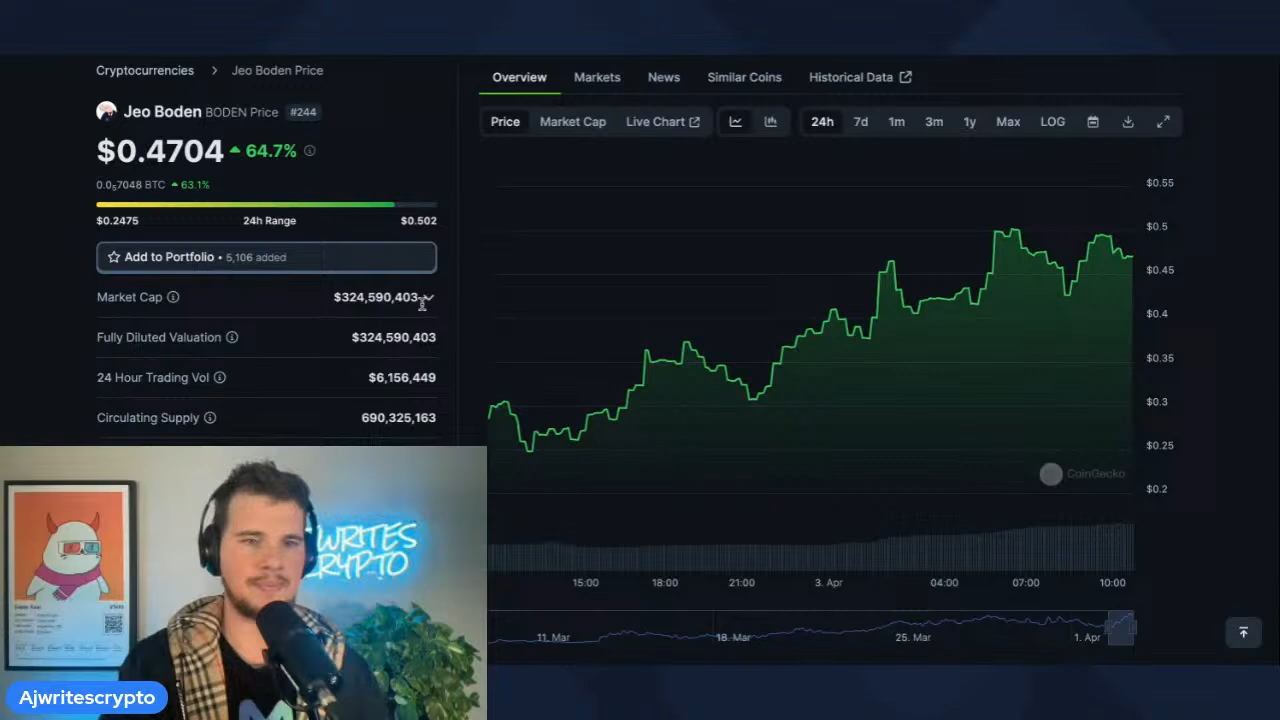 Cryptocurrencies > Jeo Boden Price
Jeo Boden BODEN Price #244
$0.4704 64.7%
0.0₅7048 BTC 63.1%
$0.2475 24h Range $0.502
Add to Portfolio • 5,106 added
Market Cap $324,590,403
Fully Diluted Valuation $324,590,403
24 Hour Trading Vol $6,156,449
Circulating Supply 690,325,163
Overview Markets News Similar Coins Historical Data
Price Market Cap Live Chart 24h 7d 1m 3m 1y Max LOG
$0.55
$0.5
$0.45
$0.4
$0.35
$0.3
$0.25
$0.2
CoinGecko
15:00 18:00 21:00 3. Apr 04:00 07:00 10:00
11. Mar 18. Mar 25. Mar 1. Apr
WRITES
CRYPTO
Ajwritescrypto